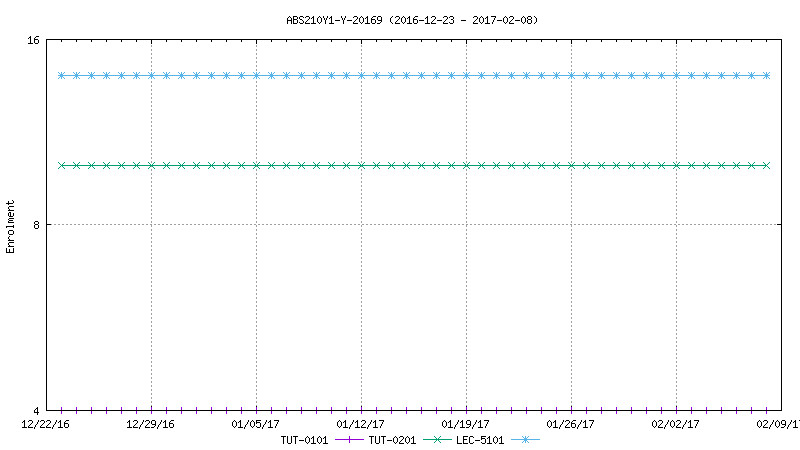 ABS210Y1-Y-20169 (2016-12-23 - 2017-02-08)
16
Enrolment
8
4
12/22/16 12/29/16 01/05/17 01/12/17 01/19/17 01/26/17 02/02/17 02/09/1
TUT-0101 TUT-0201 LEC-5101